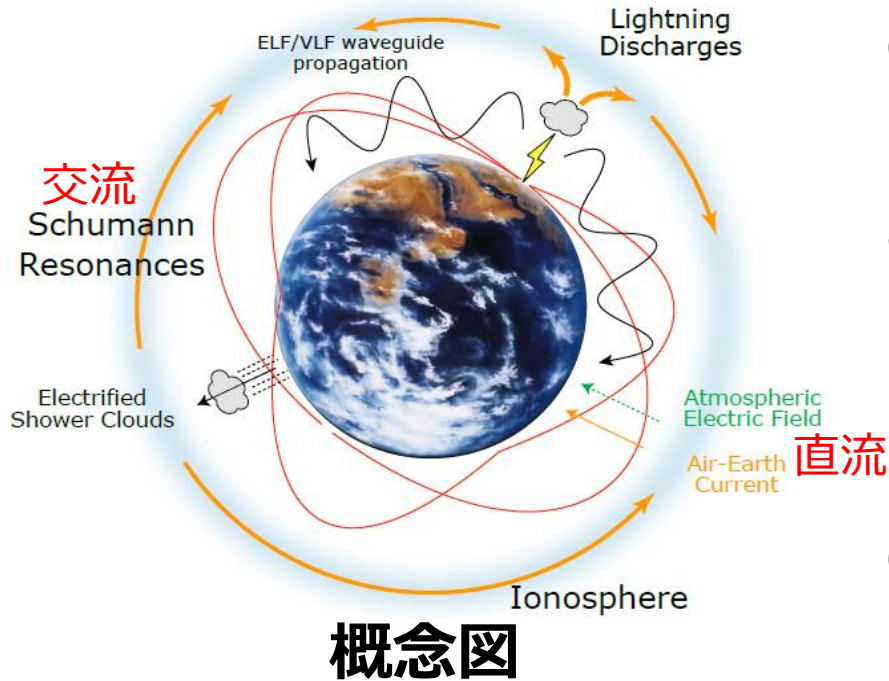 Lightning
Discharges
ELF/VLF waveguide
propagation
交流
Schumann
Resonances
Electrified
Shower Clouds
Atmospheric
Electric Field
Air-Earth
Current
直流
Ionosphere
概念図